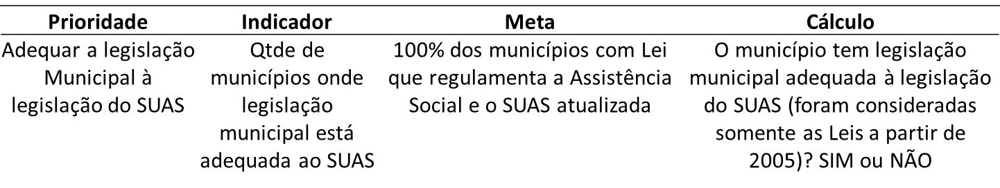 Prioridade Indicador Meta Cálculo
Adequar a legislação Municipal à legislação do SUAS
Qtde de municípios onde legislação municipal está adequada ao SUAS
100% dos municípios com Lei que regulamenta a Assistência Social e o SUAS atualizada
O município tem legislação municipal adequada à legislação do SUAS (foram consideradas somente as Leis a partir de 2005)? SIM ou NÃO